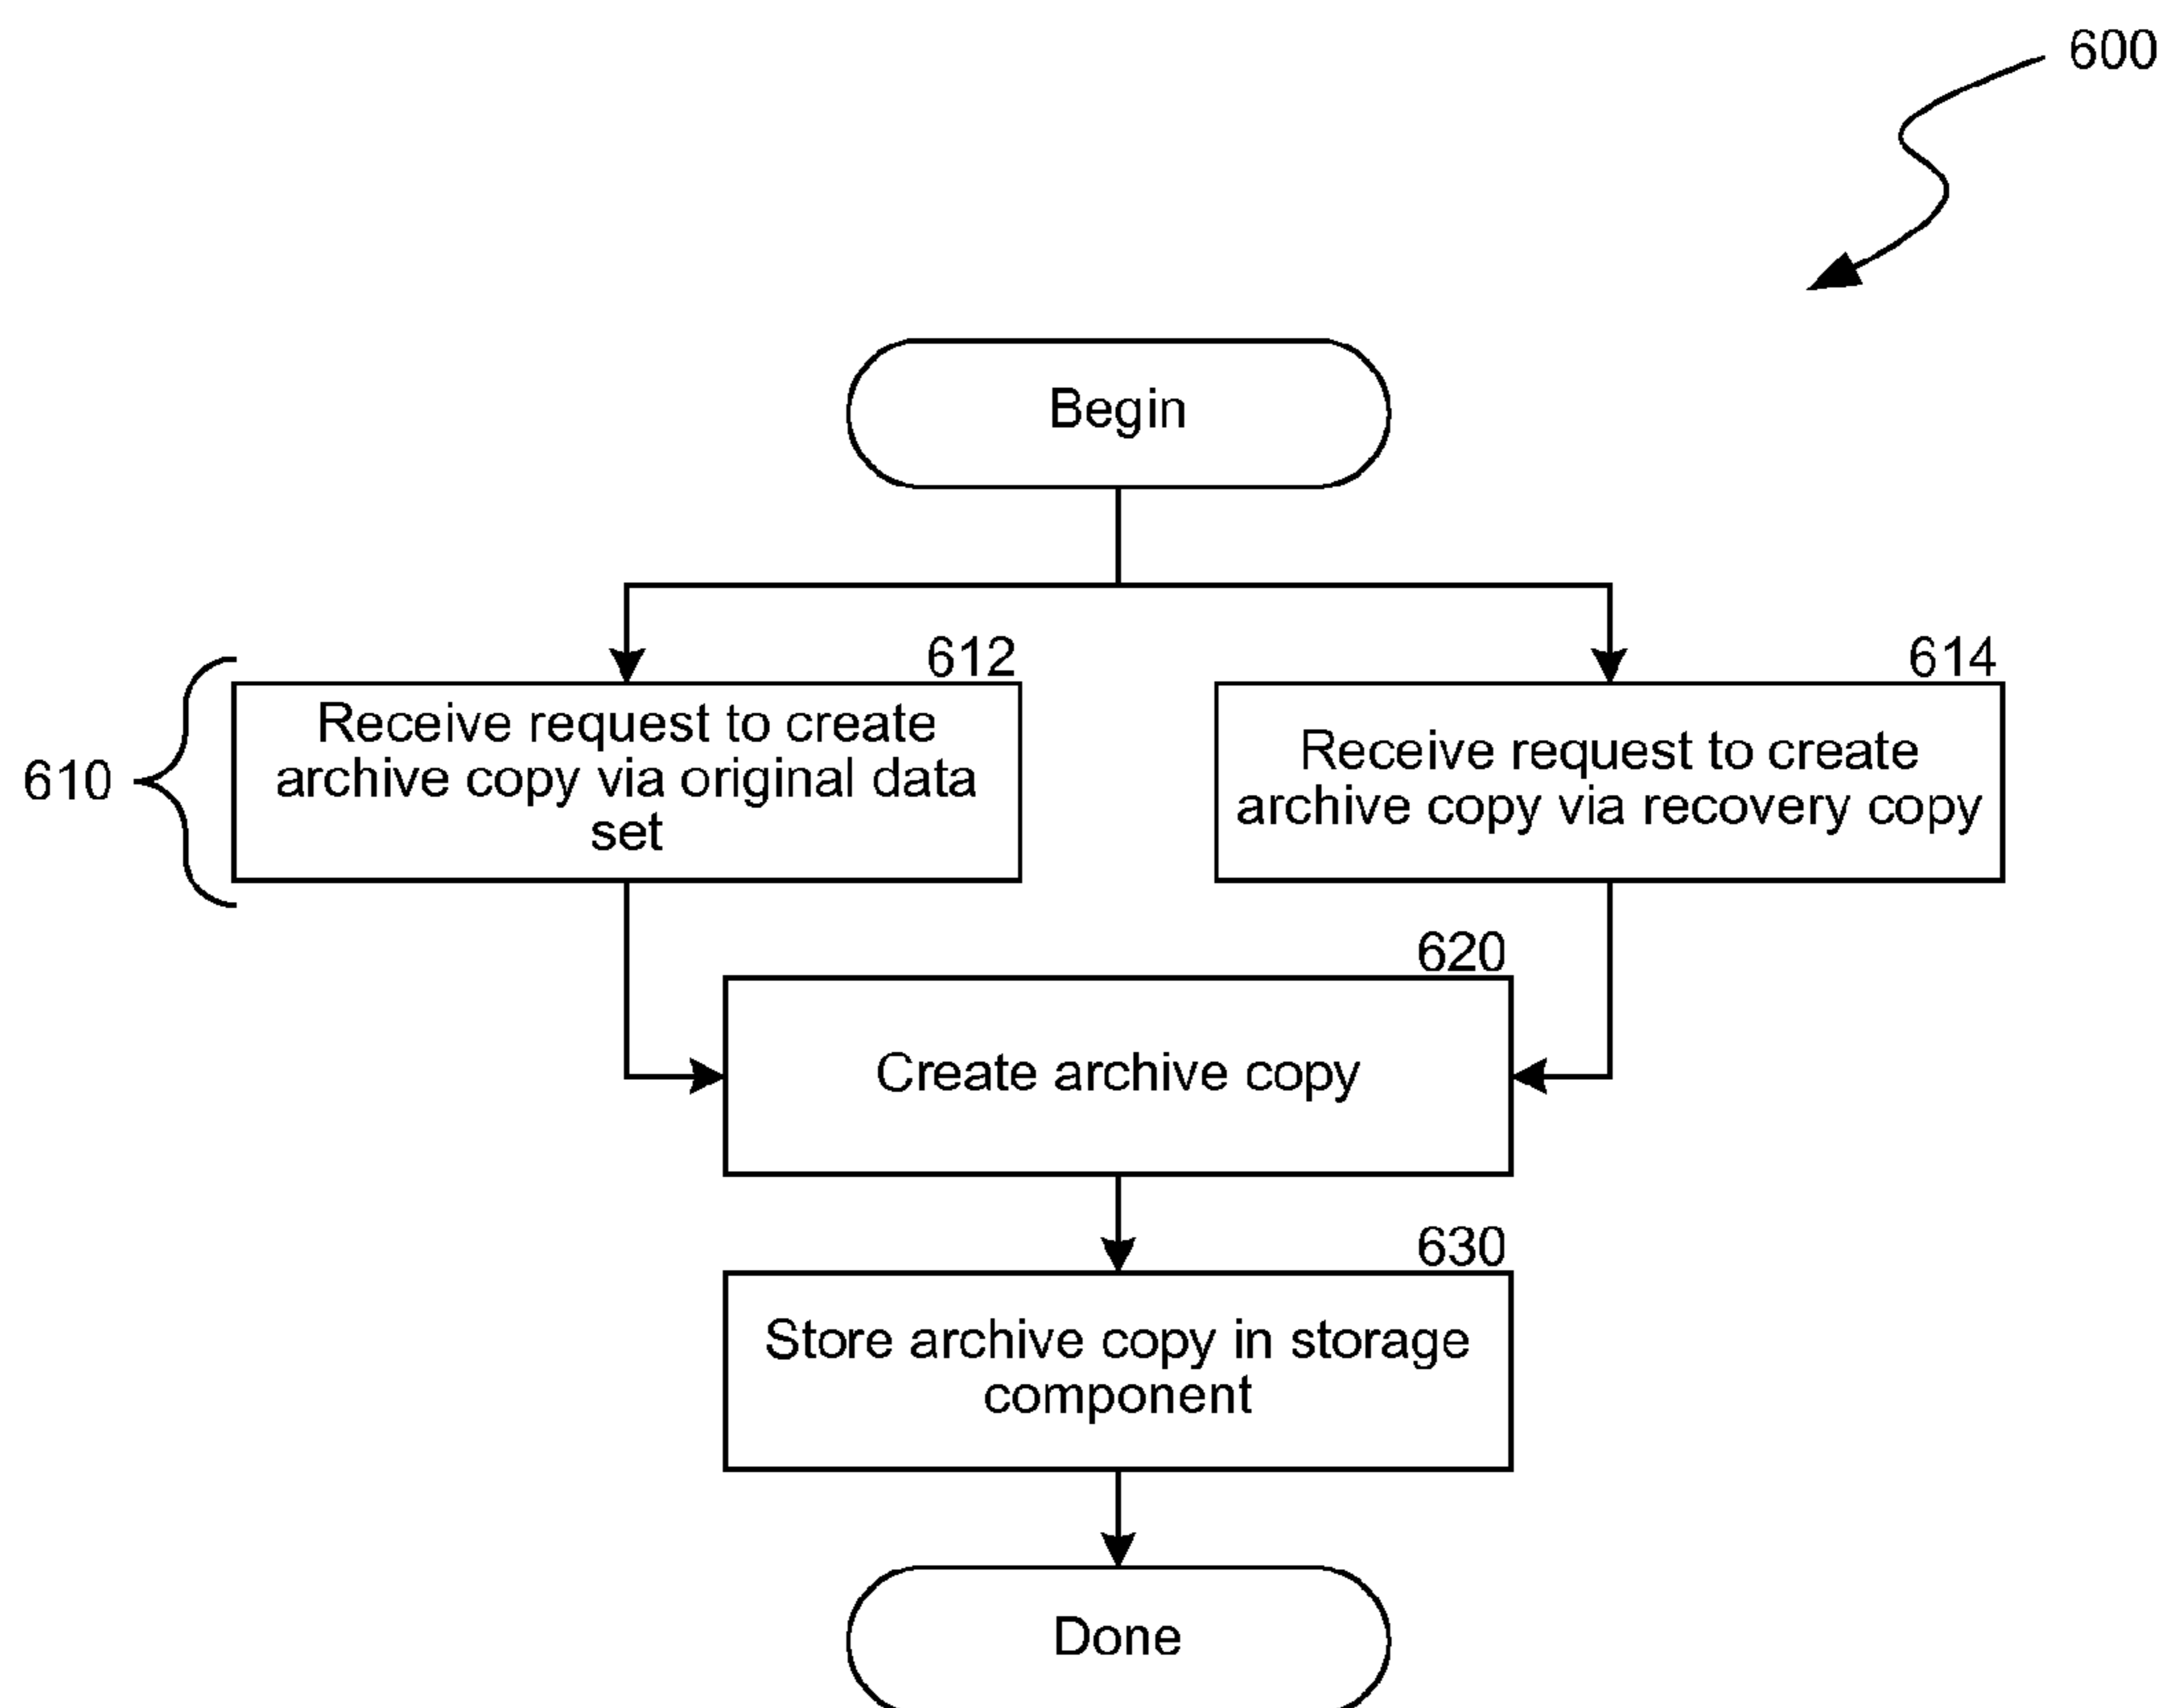 600
Begin
612
Receive request to create
archive copy via original data
set
614
Receive request to create
archive copy via recovery copy
610
620
Create archive copy
630
Store archive copy in storage
component
Done